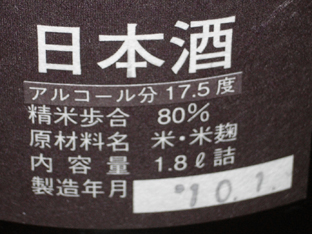 日本酒
アルコール分17.5度
精米歩合 80%
原材料名 米・米麹
内容量 1.8ℓ詰
製造年月 '10.1.